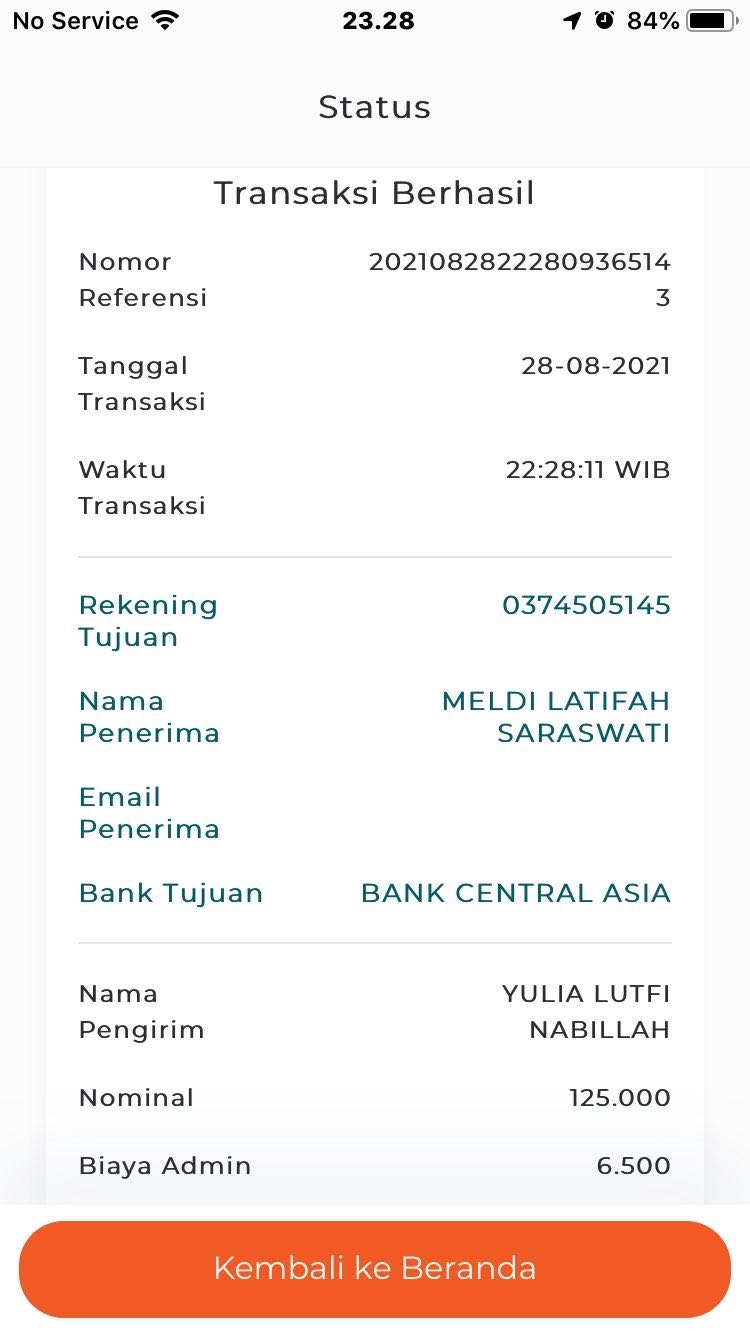 No Service 23.28 84%
Status
Transaksi Berhasil
Nomor 2021082822280936514
Referensi 3
Tanggal 28-08-2021
Transaksi
Waktu 22:28:11 WIB
Transaksi
Rekening 0374505145
Tujuan
Nama MELDI LATIFAH
Penerima SARASWATI
Email
Penerima
Bank Tujuan BANK CENTRAL ASIA
Nama YULIA LUTFI
Pengirim NABILLAH
Nominal 125.000
Biaya Admin 6.500
Kembali ke Beranda